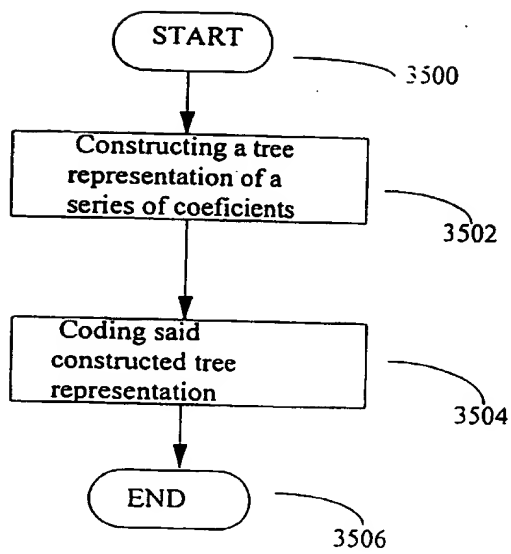 START
3500
Constructing a tree
representation of a
series of coeficients
3502
Coding said
constructed tree
representation
3504
END
3506